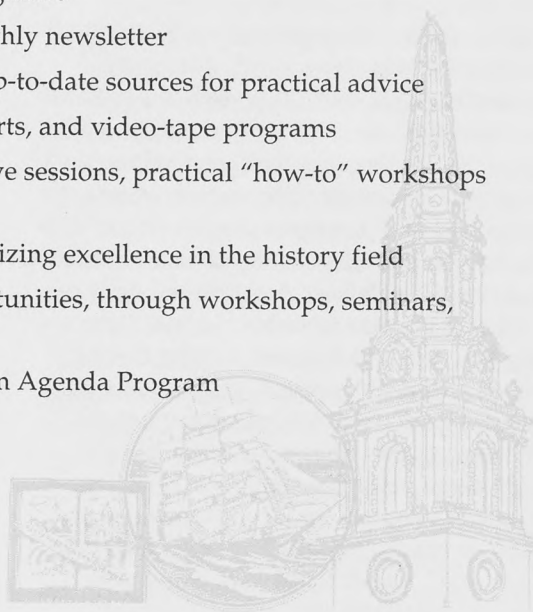 hly newsletter
p-to-date sources for practical advice
rts, and video-tape programs
ve sessions, practical “how-to” workshops
izing excellence in the history field
tunities, through workshops, seminars,
n Agenda Program